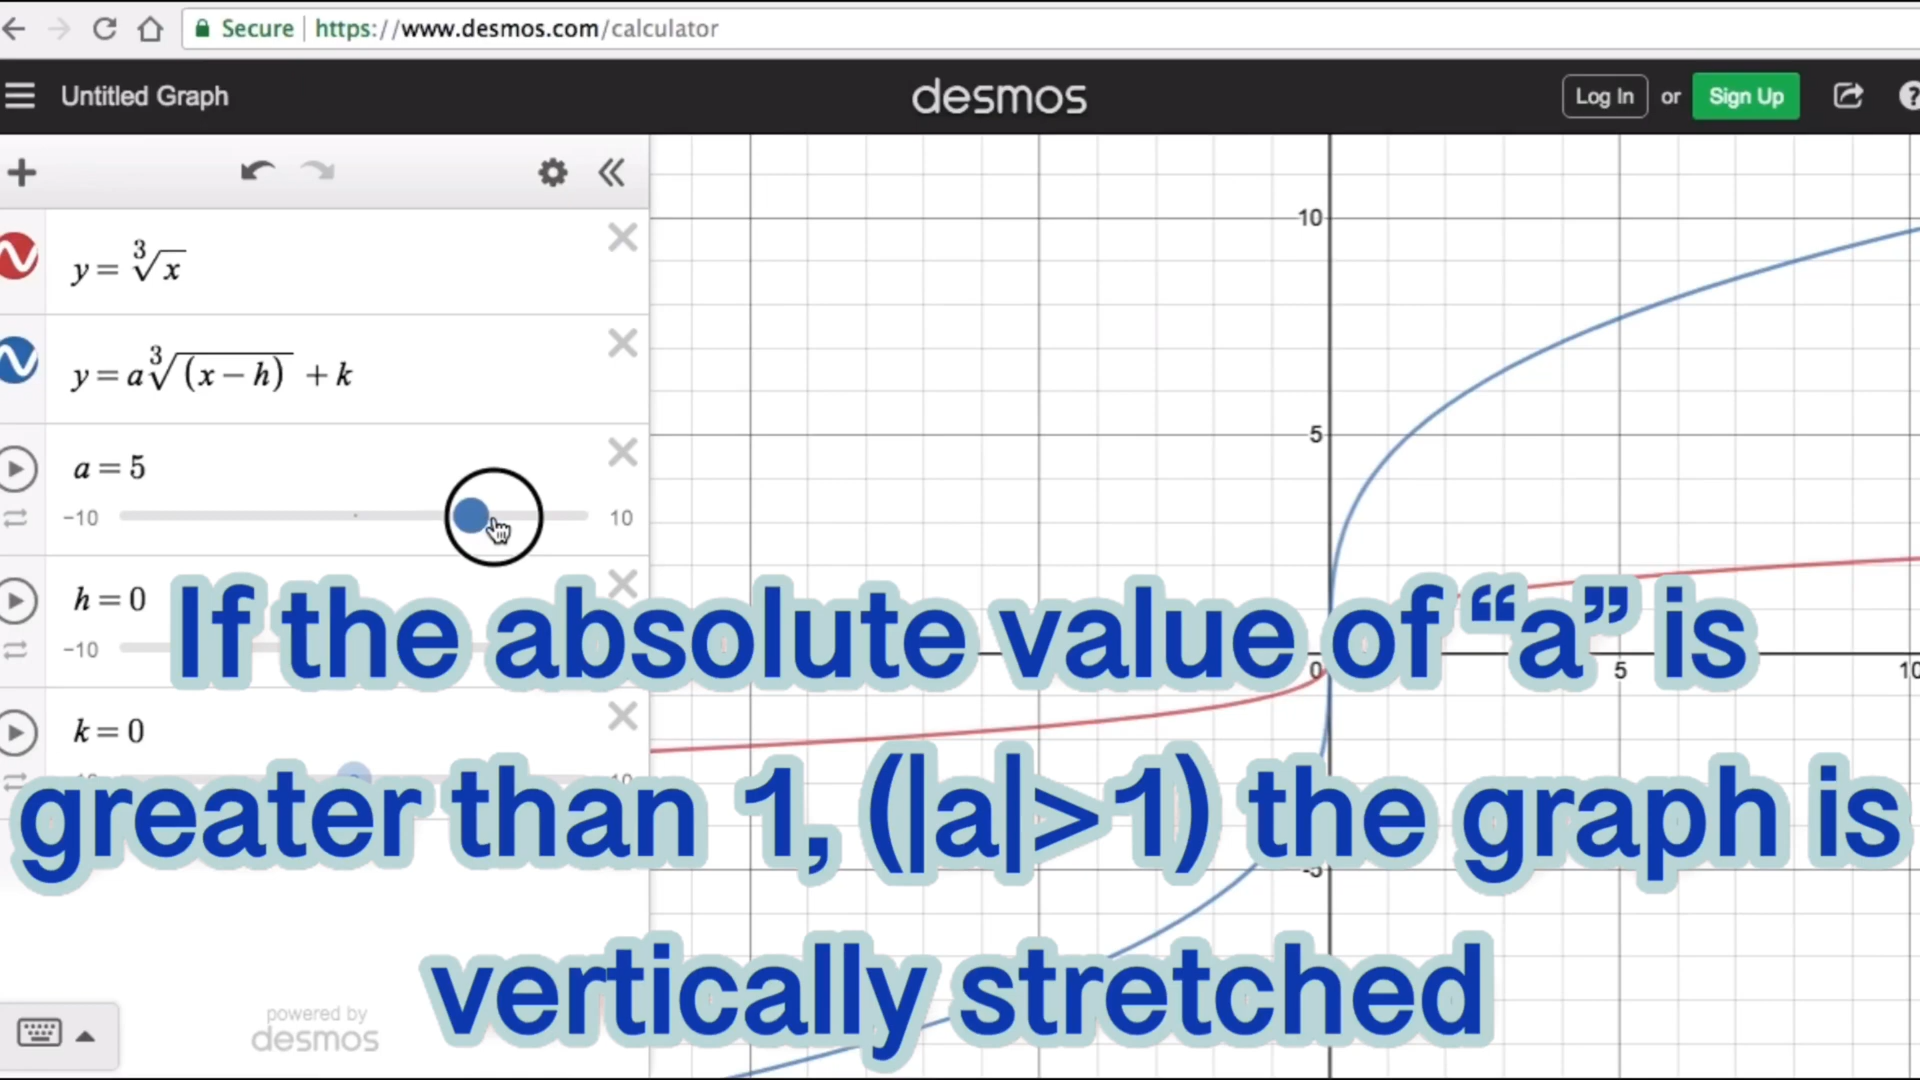 Secure https://www.desmos.com/calculator
Untitled Graph
desmos
Log In or Sign Up
y = ∛x
y = a∛(x − h) + k
a = 5
−10 10
h = 0
−10
k = 0
10
5
0 5 10
-5
If the absolute value of “a” is
greater than 1, (|a|>1) the graph is
vertically stretched
powered by
desmos